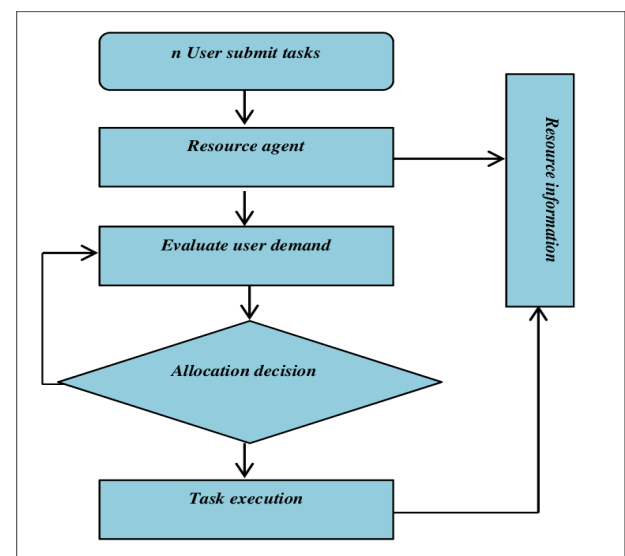 n User submit tasks
Resource agent
Resource information
Evaluate user demand
Allocation decision
Task execution